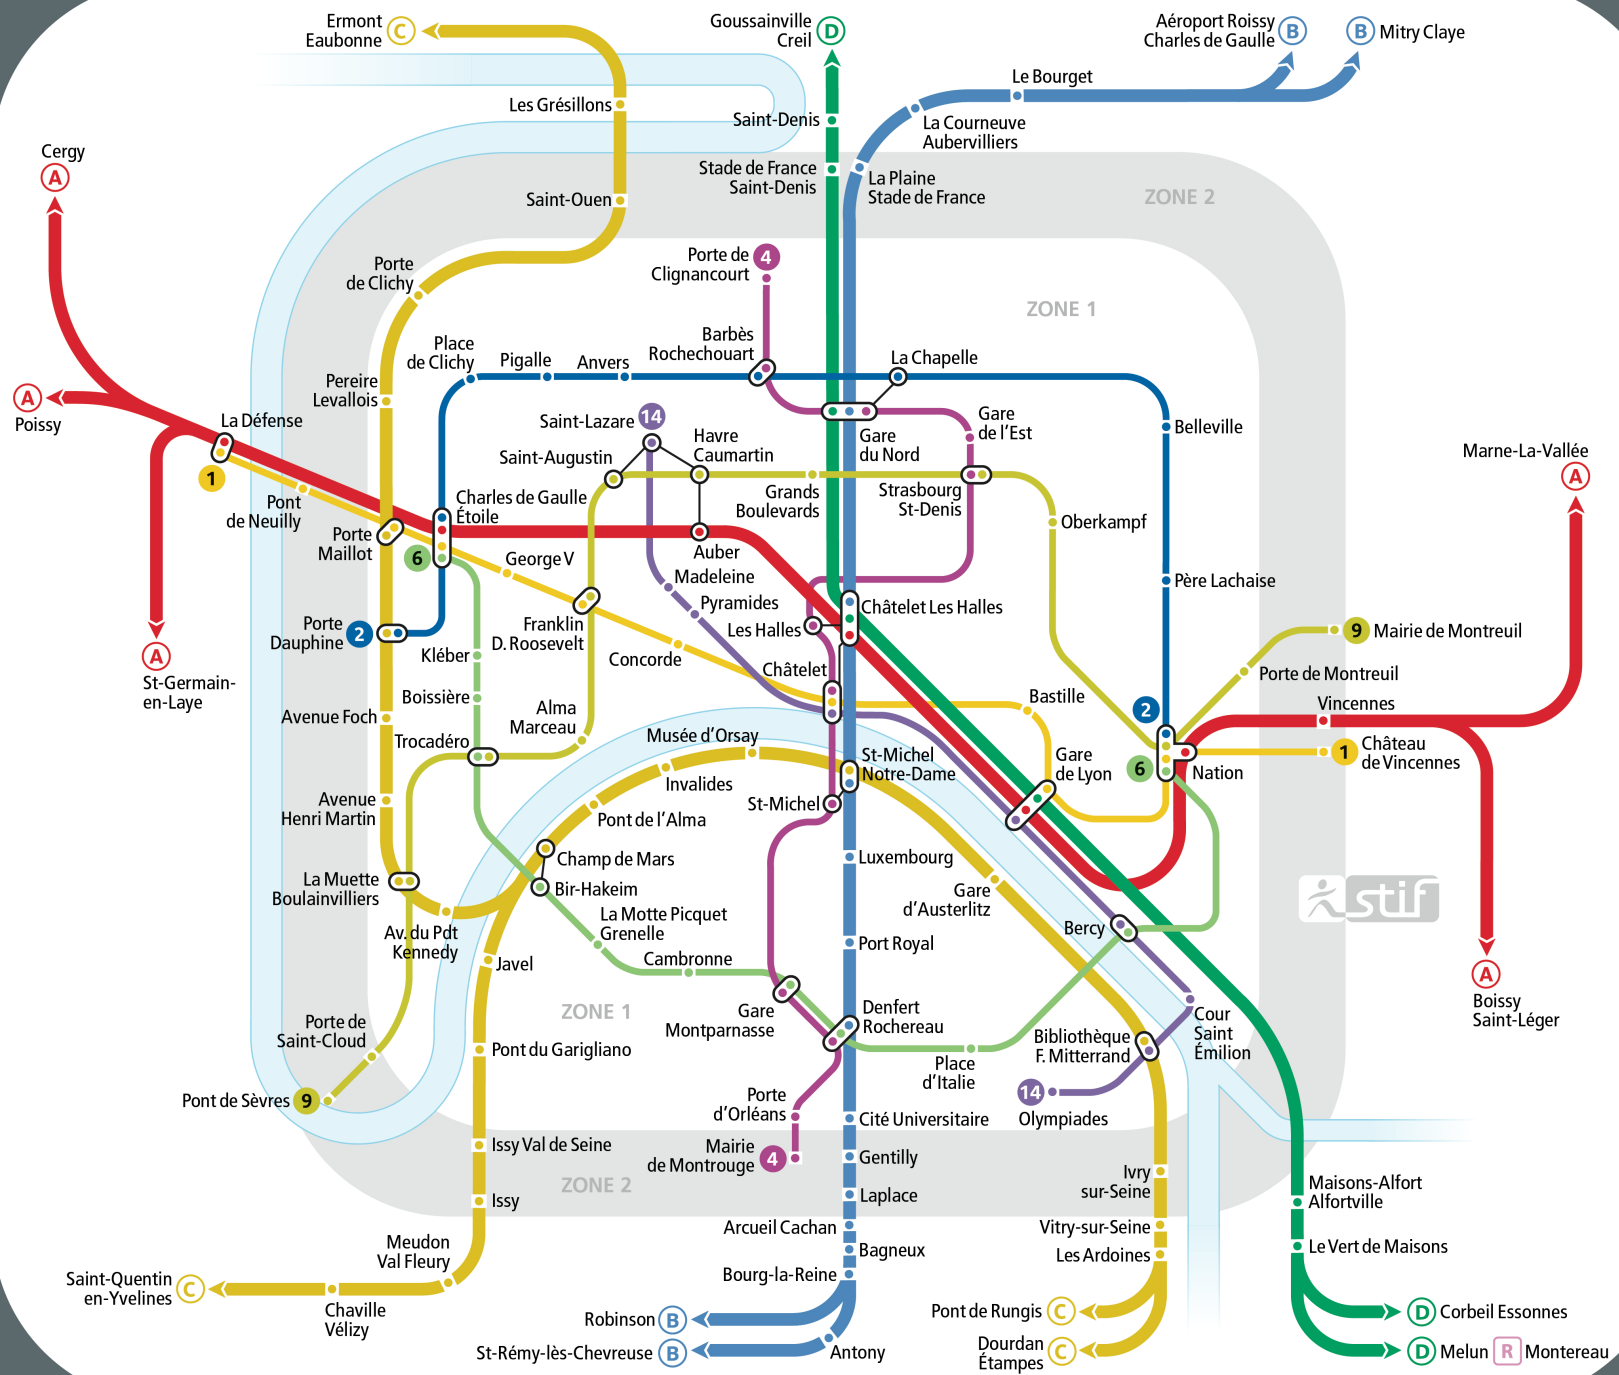 Ermont
Eaubonne
C
Goussainville
Creil
D
Aéroport Roissy
Charles de Gaulle
B
B
Mitry Claye
Le Bourget
Les Grésillons
Saint-Denis
La Courneuve
Aubervilliers
Cergy
A
Stade de France
Saint-Denis
La Plaine
Stade de France
ZONE 2
Saint-Ouen
Porte de
Clignancourt
4
Porte
de Clichy
ZONE 1
Place
de Clichy
Pigalle
Anvers
Barbès
Rochechouart
La Chapelle
Pereire
Levallois
A
Poissy
La Défense
1
Saint-Lazare
14
Havre
Caumartin
Saint-Augustin
Gare
du Nord
Gare
de l'Est
Belleville
Marne-La-Vallée
A
Pont
de Neuilly
Charles de Gaulle
Étoile
Grands
Boulevards
Strasbourg
St-Denis
Oberkampf
Porte
Maillot
6
George V
Auber
Madeleine
Pyramides
Père Lachaise
Châtelet Les Halles
Les Halles
Porte
Dauphine
2
Franklin
D. Roosevelt
Kléber
Concorde
Châtelet
9
Mairie de Montreuil
Porte de Montreuil
A
St-Germain-
en-Laye
Boissière
Avenue Foch
Alma
Marceau
Trocadéro
Bastille
2
Vincennes
Musée d'Orsay
St-Michel
Notre-Dame
Gare
de Lyon
6
Nation
1
Château
de Vincennes
Invalides
St-Michel
Avenue
Henri Martin
Pont de l'Alma
Champ de Mars
Luxembourg
La Muette
Boulainvilliers
Bir-Hakeim
Gare
d'Austerlitz
stif
La Motte Picquet
Grenelle
Av. du Pdt
Kennedy
Javel
Cambronne
Port Royal
Bercy
A
Boissy
Saint-Léger
ZONE 1
Gare
Montparnasse
Denfert
Rochereau
Cour
Saint
Émilion
Porte de
Saint-Cloud
Pont du Garigliano
Bibliothèque
F. Mitterrand
Place
d'Italie
Pont de Sèvres
9
Porte
d'Orléans
14
Olympiades
Cité Universitaire
Issy Val de Seine
Mairie
de Montrouge
4
Gentilly
ZONE 2
Ivry
sur-Seine
Maisons-Alfort
Alfortville
Issy
Laplace
Arcueil Cachan
Vitry-sur-Seine
Meudon
Val Fleury
Bagneux
Les Ardoines
Le Vert de Maisons
Saint-Quentin
en-Yvelines
C
Bourg-la-Reine
Chaville
Vélizy
Robinson
B
Pont de Rungis
C
D
Corbeil Essonnes
St-Rémy-lès-Chevreuse
B
Antony
Dourdan
Étampes
C
D
Melun
R
Montereau